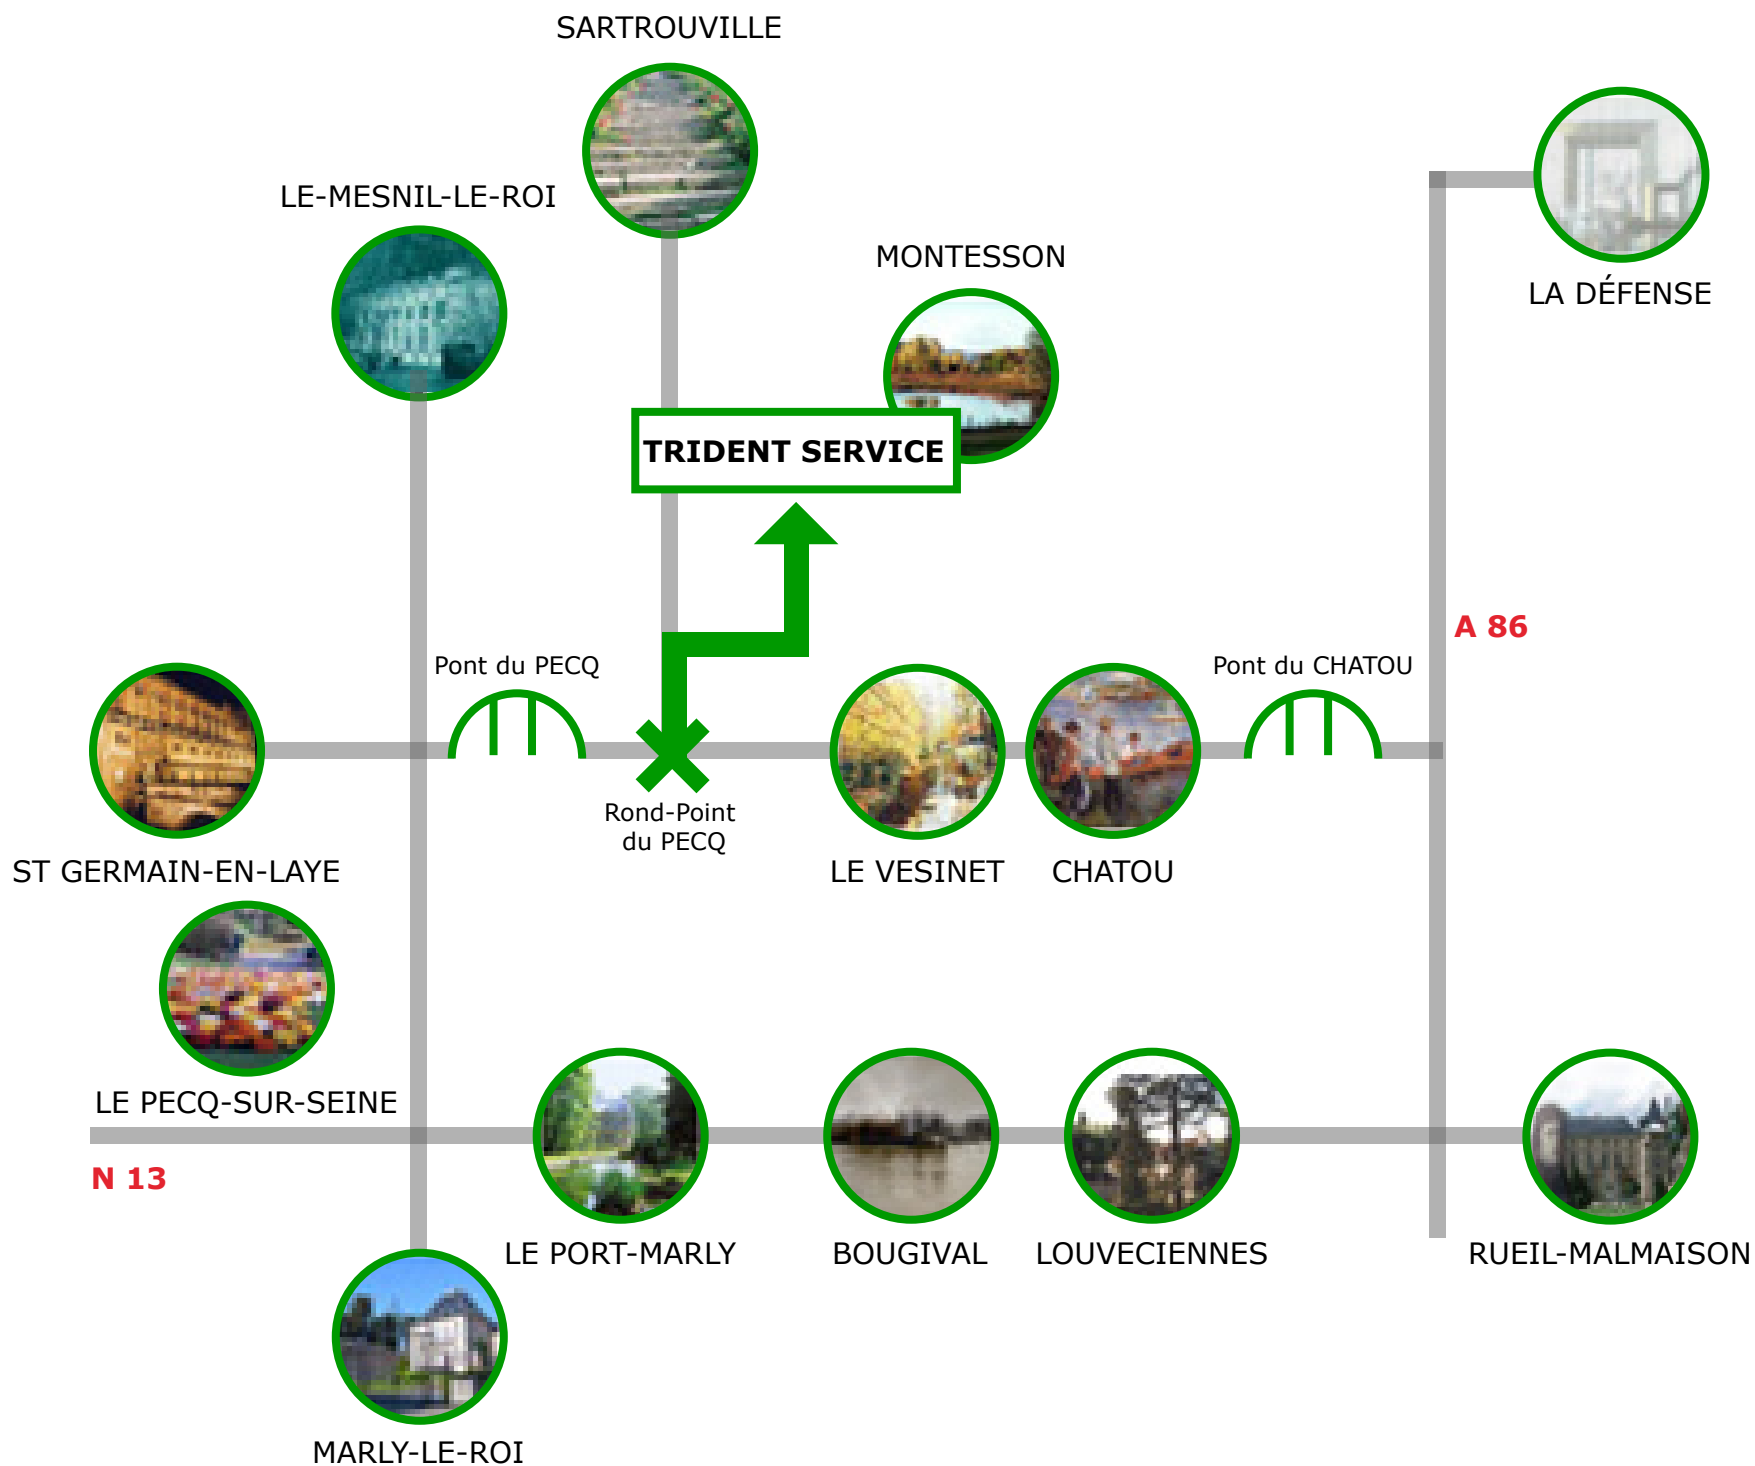 SARTROUVILLE
LE-MESNIL-LE-ROI
MONTESSON
LA DÉFENSE
TRIDENT SERVICE
A 86
Pont du PECQ
Pont du CHATOU
Rond-Point
du PECQ
ST GERMAIN-EN-LAYE
LE VESINET
CHATOU
LE PECQ-SUR-SEINE
N 13
LE PORT-MARLY
BOUGIVAL
LOUVECIENNES
RUEIL-MALMAISON
MARLY-LE-ROI